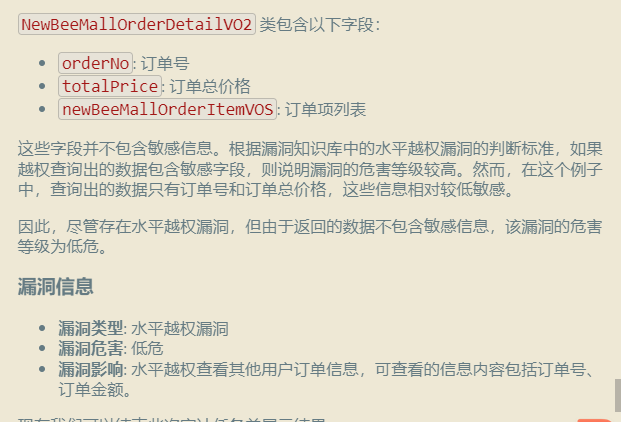 NewBeeMallOrderDetailVO2 类包含以下字段：
orderNo: 订单号
totalPrice: 订单总价格
newBeeMallOrderItemVOS: 订单项列表
这些字段并不包含敏感信息。根据漏洞知识库中的水平越权漏洞的判断标准，如果
越权查询出的数据包含敏感字段，则说明漏洞的危害等级较高。然而，在这个例子
中，查询出的数据只有订单号和订单总价格，这些信息相对较低敏感。
因此，尽管存在水平越权漏洞，但由于返回的数据不包含敏感信息，该漏洞的危害
等级为低危。
漏洞信息
漏洞类型: 水平越权漏洞
漏洞危害: 低危
漏洞影响: 水平越权查看其他用户订单信息，可查看的信息内容包括订单号、
订单金额。